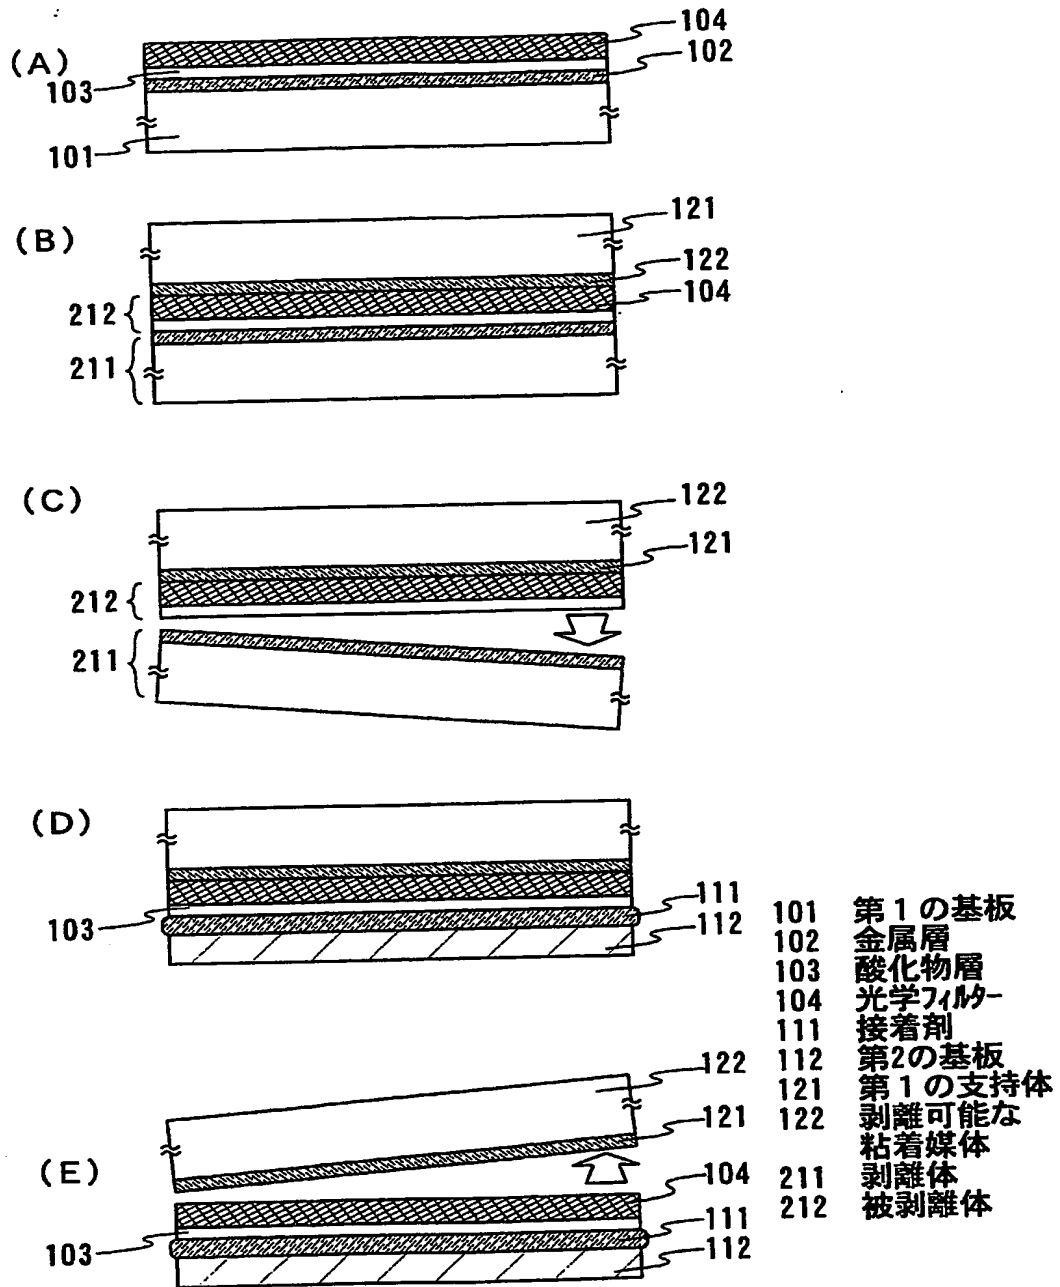 (A)
104
102
103
101
(B)
121
122
104
212
211
(C)
122
121
212
211
(D)
111
112
103
(E)
122
121
104
111
112
103
101 第1の基板
102 金属層
103 酸化物層
104 光学フィルター
111 接着剤
112 第2の基板
121 第1の支持体
122 剥離可能な
粘着媒体
211 剥離体
212 被剥離体